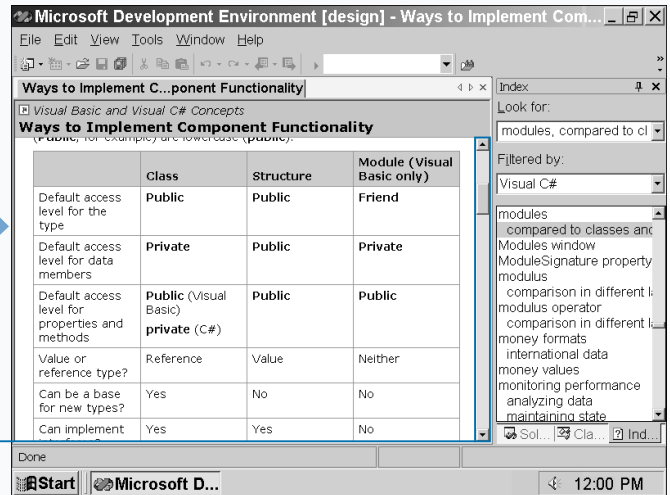 Microsoft Development Environment [design] - Ways to Implement Com...
File Edit View Tools Window Help
Ways to Implement C...ponent Functionality
Visual Basic and Visual C# Concepts
Ways to Implement Component Functionality
(Public, for example) are lowercase (public).
Class Structure Module (Visual Basic only)
Default access level for the type Public Public Friend
Default access level for data members Private Public Private
Default access level for properties and methods Public (Visual Basic) private (C#) Public Public
Value or reference type? Reference Value Neither
Can be a base for new types? Yes No No
Can implement Yes Yes No
Index
Look for:
modules, compared to cl
Filtered by:
Visual C#
modules
compared to classes and
Modules window
ModuleSignature property
modulus
comparison in different
modulus operator
comparison in different
money formats
international data
money values
monitoring performance
analyzing data
maintaining state
Sol... Cla... Ind...
Done
Start Microsoft D... 12:00 PM